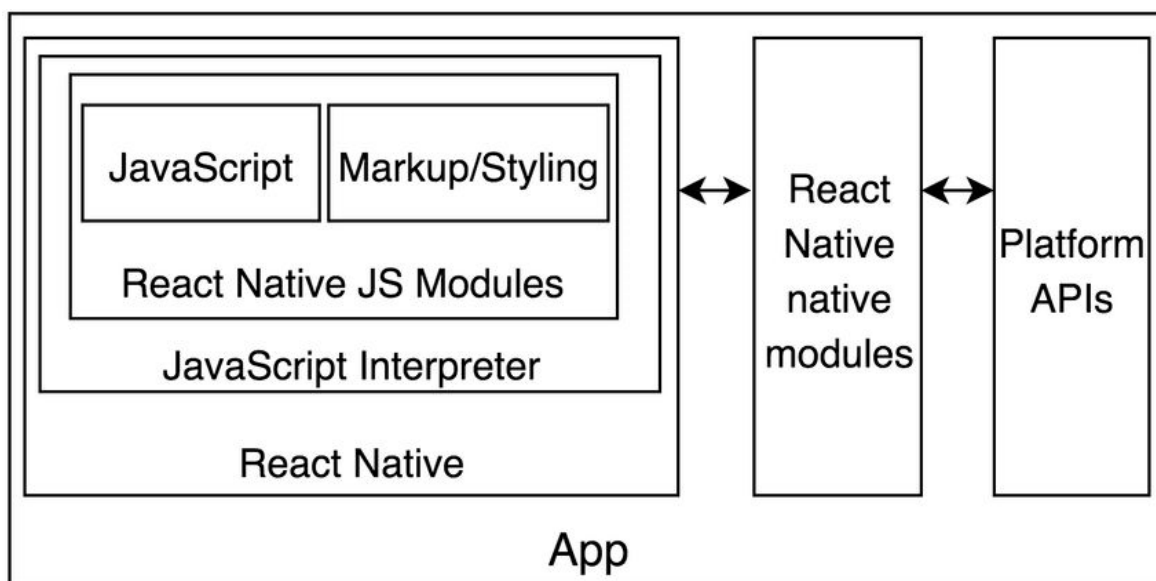 JavaScript
Markup/Styling
React Native JS Modules
JavaScript Interpreter
React Native
React
Native
native
modules
Platform
APIs
App